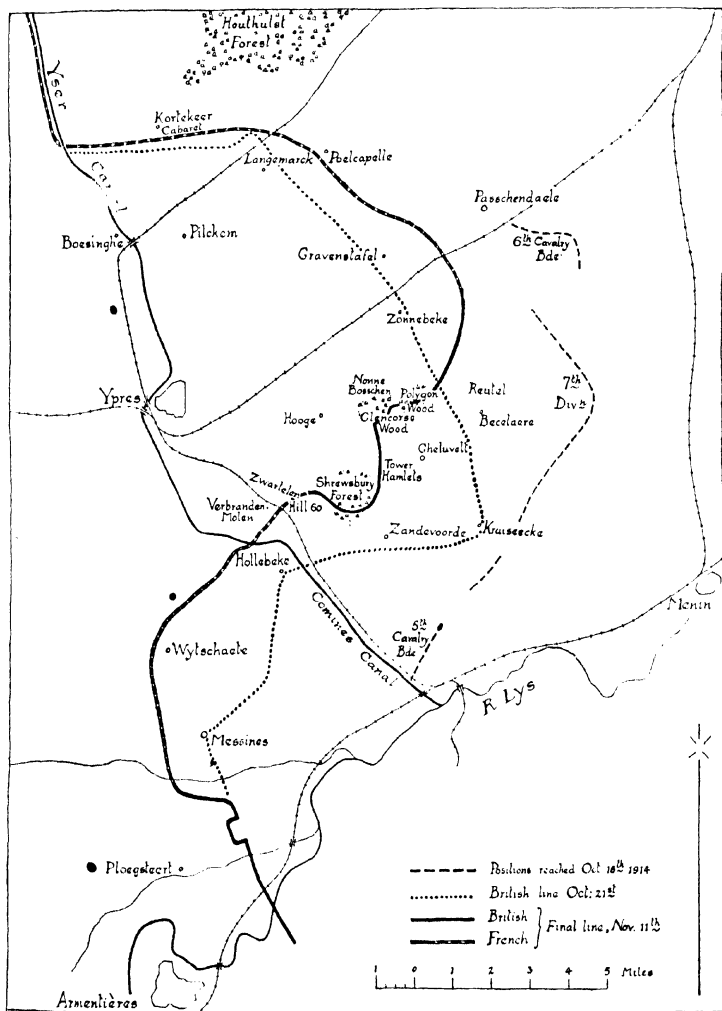 Houthulst
Forest
Yser
Kortekeer
Cabaret
Langemarck
Poelcapelle
Canal
Passchendaele
Boesinghe
Pilckem
6th Cavalry
Bde
Gravenstafel
Zonnebeke
Ypres
Nonne
Bosschen
Polygon
Wood
Reutel
7th
Divn
Hooge
Glencorse
Wood
Becelaere
Gheluvelt
Zwartelen
Shrewsbury
Forest
Tower
Hamlets
Verbranden
Molen
Hill 60
Zandevoorde
Kruiseecke
Hollebeke
Menin
Comines Canal
5th
Cavalry
Bde
Wytschaete
R Lys
Messines
Ploegsteert
Positions reached Oct 18th 1914
British line Oct: 21st
British
French
Final line, Nov. 11th
1 0 1 2 3 4 5 Miles
Armentières